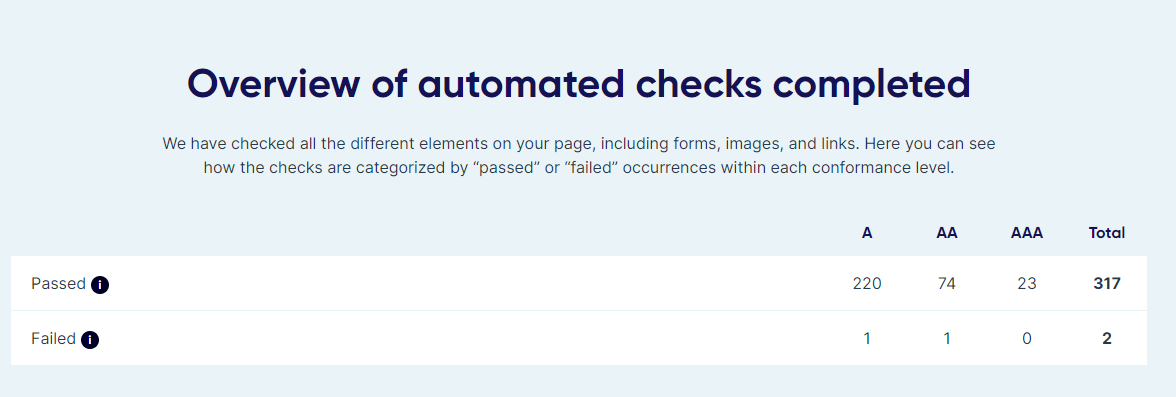 Overview of automated checks completed
We have checked all the different elements on your page, including forms, images, and links. Here you can see
how the checks are categorized by “passed” or “failed” occurrences within each conformance level.
A AA AAA Total
Passed i 220 74 23 317
Failed i 1 1 0 2